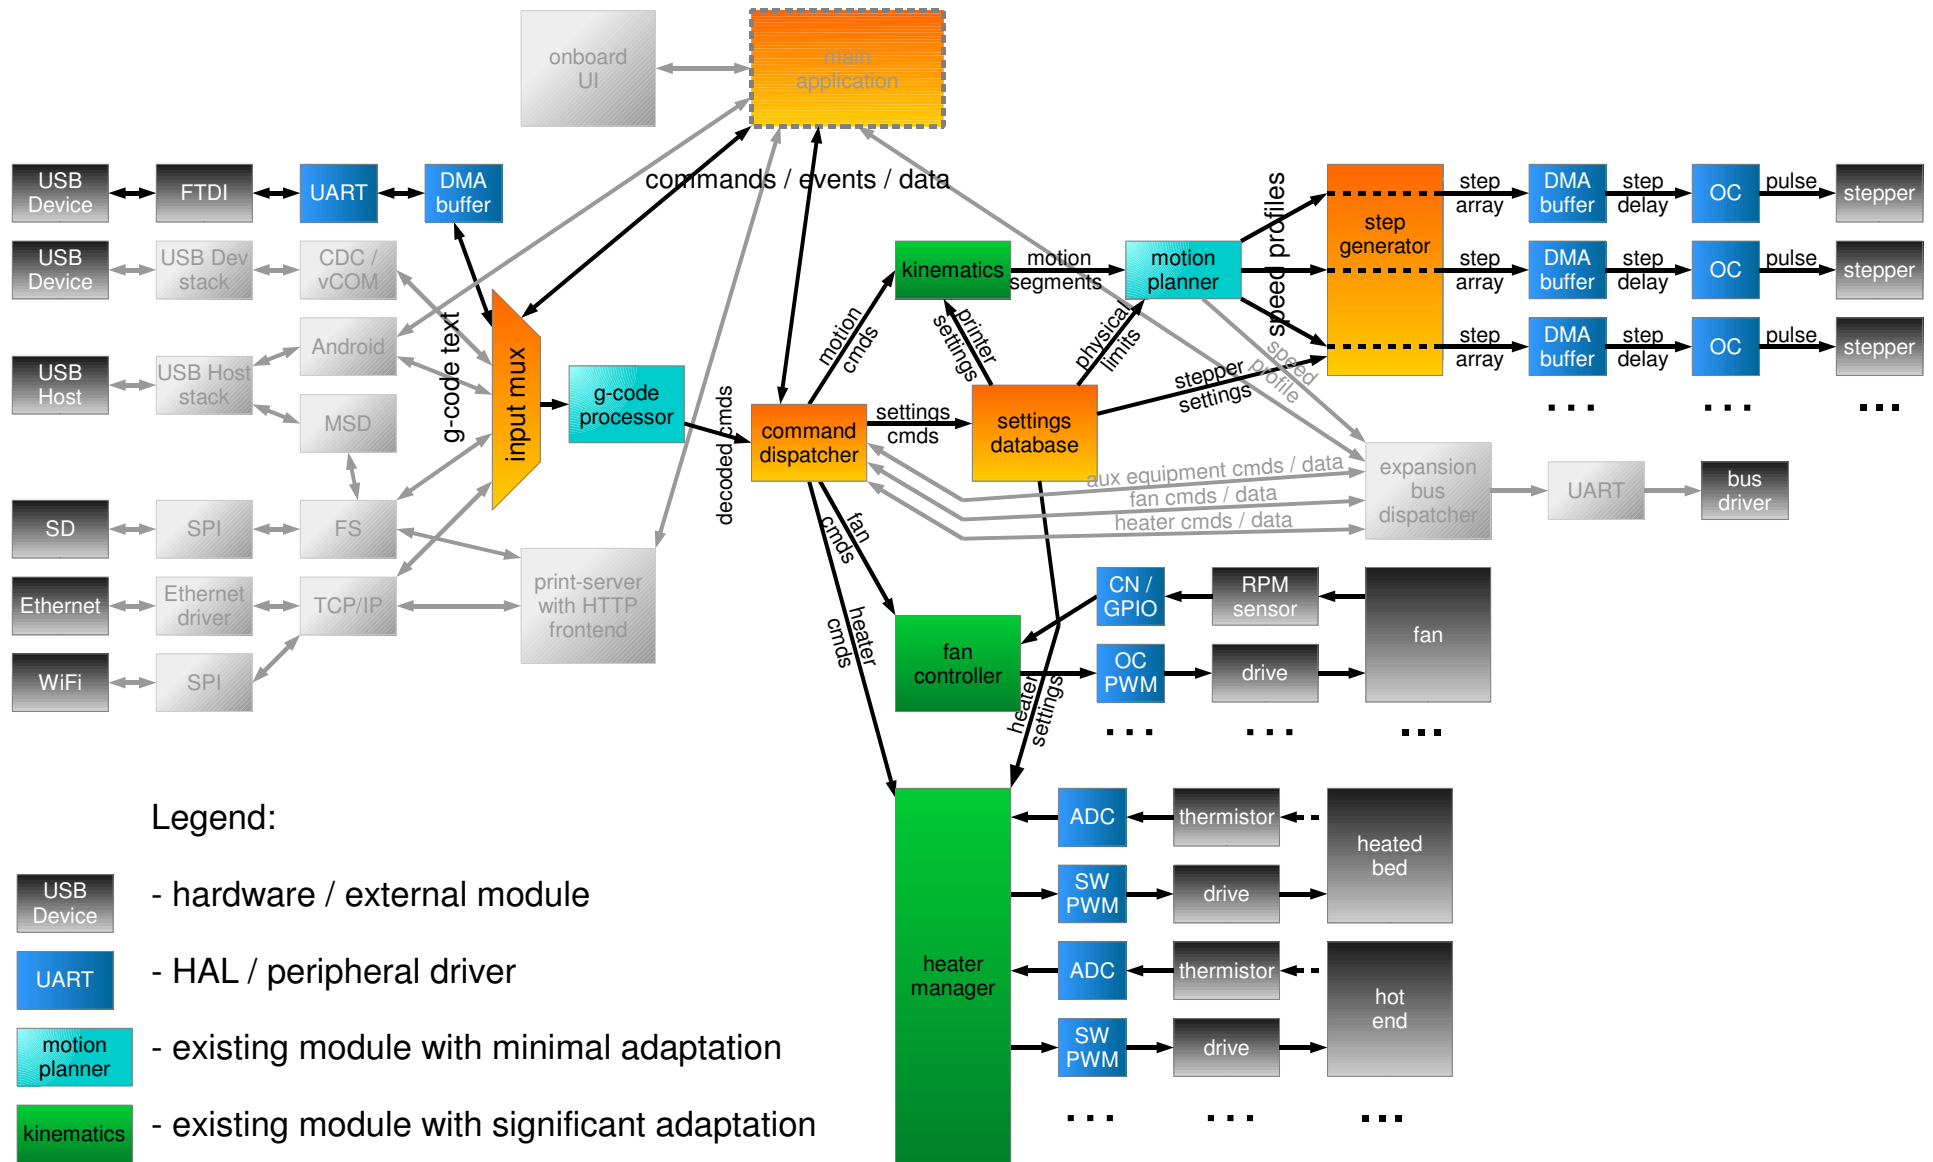 onboard
UI
main
application
commands / events / data
USB
Device
FTDI
UART
DMA
buffer
USB
Device
USB Dev
stack
CDC /
vCOM
USB
Host
USB Host
stack
Android
MSD
SD
SPI
FS
Ethernet
Ethernet
driver
TCP/IP
WiFi
SPI
print-server
with HTTP
frontend
g-code text
input mux
g-code
processor
decoded cmds
command
dispatcher
motion
cmds
settings
cmds
fan
cmds
heater
cmds
kinematics
motion
segments
printer
settings
physical
limits
settings
database
stepper
settings
heater
settings
motion
planner
speed profiles
speed
profile
step
generator
step
array
DMA
buffer
step
delay
OC
pulse
stepper
step
array
DMA
buffer
step
delay
OC
pulse
stepper
step
array
DMA
buffer
step
delay
OC
pulse
stepper
...
...
...
aux equipment cmds / data
fan cmds / data
heater cmds / data
expansion
bus
dispatcher
UART
bus
driver
fan
controller
CN /
GPIO
RPM
sensor
fan
OC
PWM
drive
...
...
...
heater
manager
ADC
thermistor
heated
bed
SW
PWM
drive
ADC
thermistor
hot
end
SW
PWM
drive
...
...
...
Legend:
USB
Device
- hardware / external module
UART
- HAL / peripheral driver
motion
planner
- existing module with minimal adaptation
kinematics
- existing module with significant adaptation